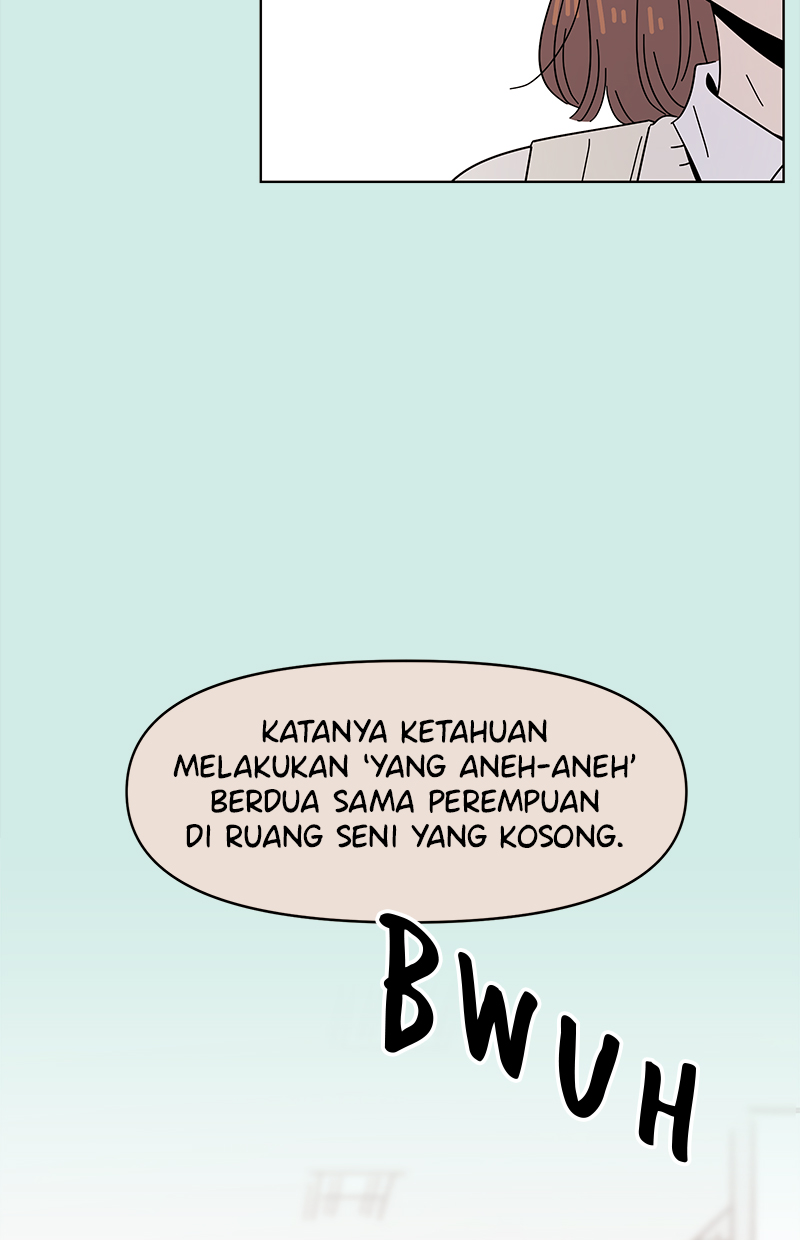 KATANYA KETAHUAN
MELAKUKAN ‘YANG ANEH-ANEH’
BERDUA SAMA PEREMPUAN
DI RUANG SENI YANG KOSONG.
BWUH